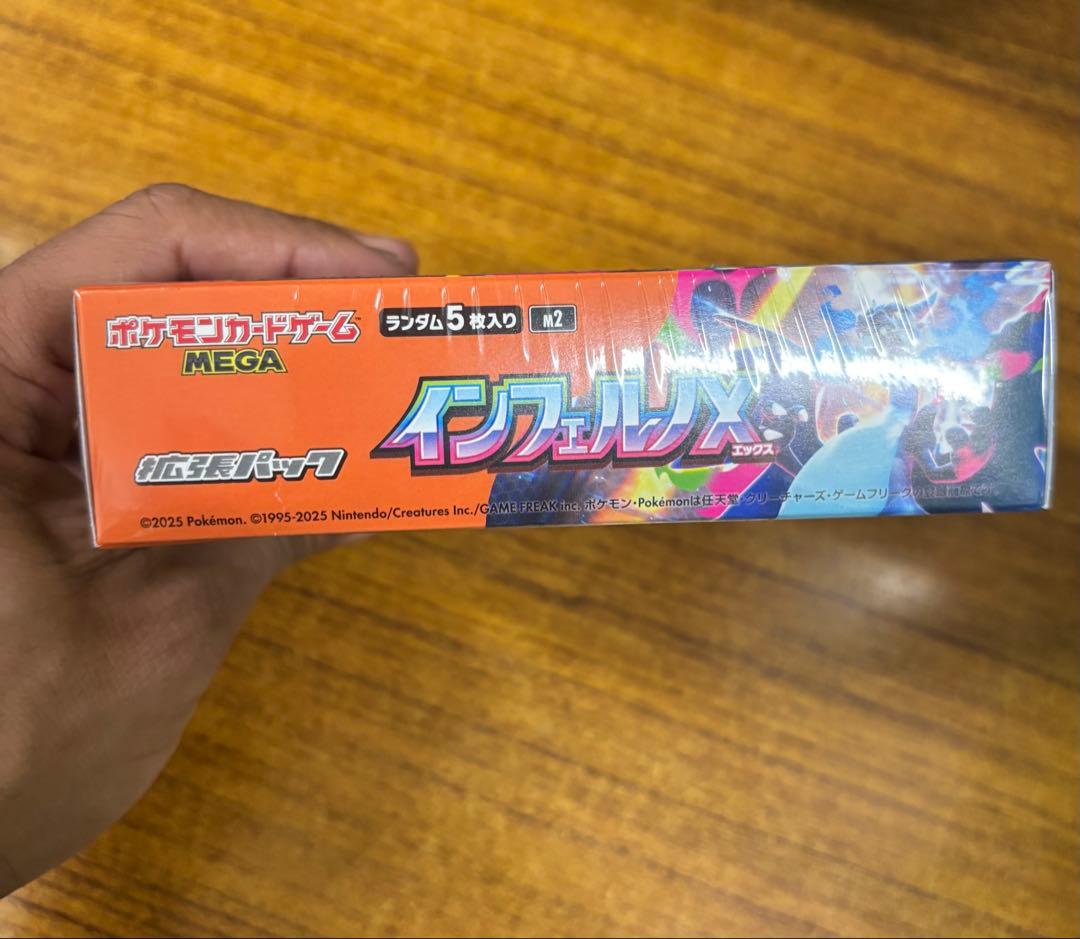 ポケモンカードゲーム™
MEGA
ランダム5枚入り
M2
インフェルノX
エックス
拡張パック
©2025 Pokémon. ©1995-2025 Nintendo/Creatures Inc./GAME FREAK inc. ポケモン・Pokémonは任天堂・クリーチャーズ・ゲームフリークの登録商標です。